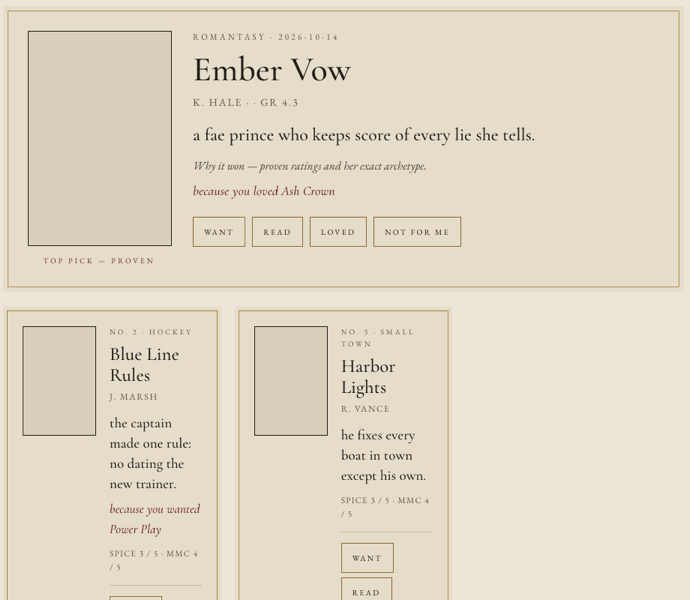 ROMANTASY · 2026-10-14
Ember Vow
K. HALE · · GR 4.3
a fae prince who keeps score of every lie she tells.
Why it won — proven ratings and her exact archetype.
because you loved Ash Crown
WANT READ LOVED NOT FOR ME
TOP PICK — PROVEN
NO. 2 · HOCKEY
Blue Line
Rules
J. MARSH
the captain
made one rule:
no dating the
new trainer.
because you wanted
Power Play
SPICE 3 / 5 · MMC 4
/ 5
NO. 3 · SMALL
TOWN
Harbor
Lights
R. VANCE
he fixes every
boat in town
except his own.
SPICE 3 / 5 · MMC 4
/ 5
WANT
READ